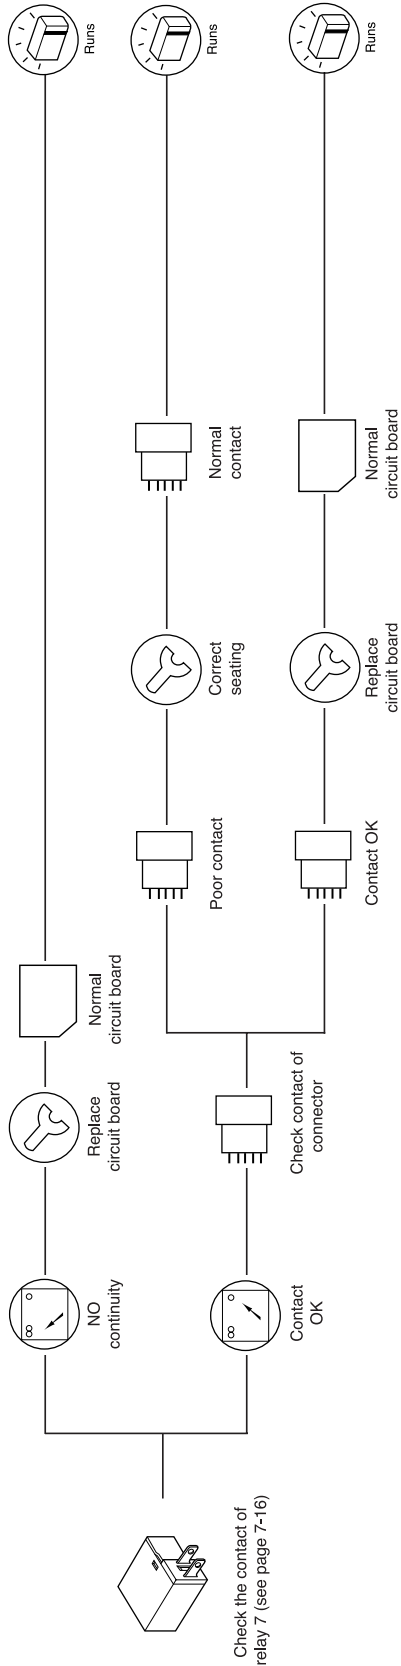 Check the contact of
relay 7 (see page 7-16)
NO
continuity
Replace
circuit board
Normal
circuit board
Runs
Contact
OK
Check contact of
connector
Poor contact
Correct
seating
Normal
contact
Runs
Contact OK
Replace
circuit board
Normal
circuit board
Runs